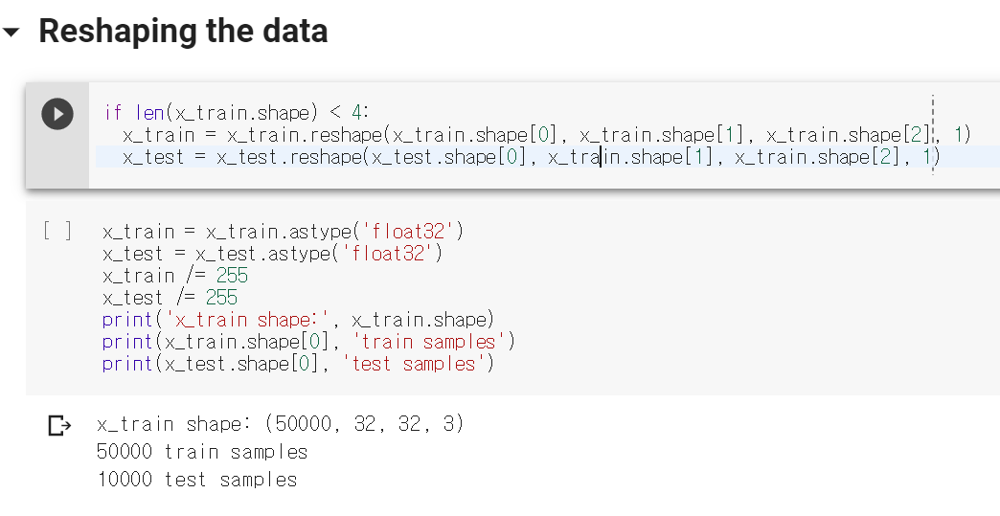 Reshaping the data
if len(x_train.shape) < 4:
  x_train = x_train.reshape(x_train.shape[0], x_train.shape[1], x_train.shape[2], 1)
  x_test = x_test.reshape(x_test.shape[0], x_train.shape[1], x_train.shape[2], 1)
[ ] x_train = x_train.astype('float32')
x_test = x_test.astype('float32')
x_train /= 255
x_test /= 255
print('x_train shape:', x_train.shape)
print(x_train.shape[0], 'train samples')
print(x_test.shape[0], 'test samples')
x_train shape: (50000, 32, 32, 3)
50000 train samples
10000 test samples